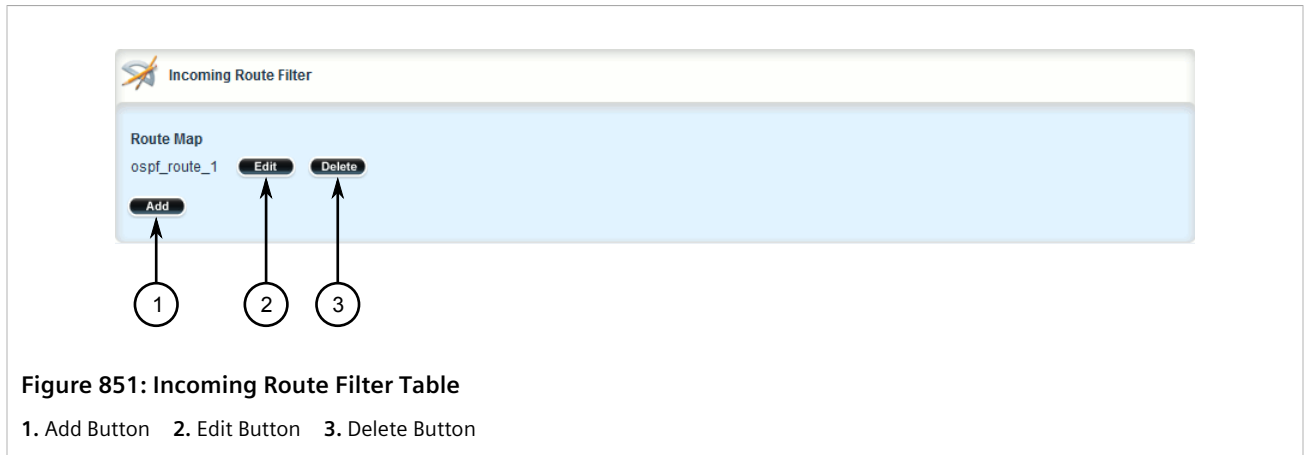 Incoming Route Filter
Route Map
ospf_route_1 Edit Delete
Add
1 2 3
Figure 851: Incoming Route Filter Table
1. Add Button 2. Edit Button 3. Delete Button